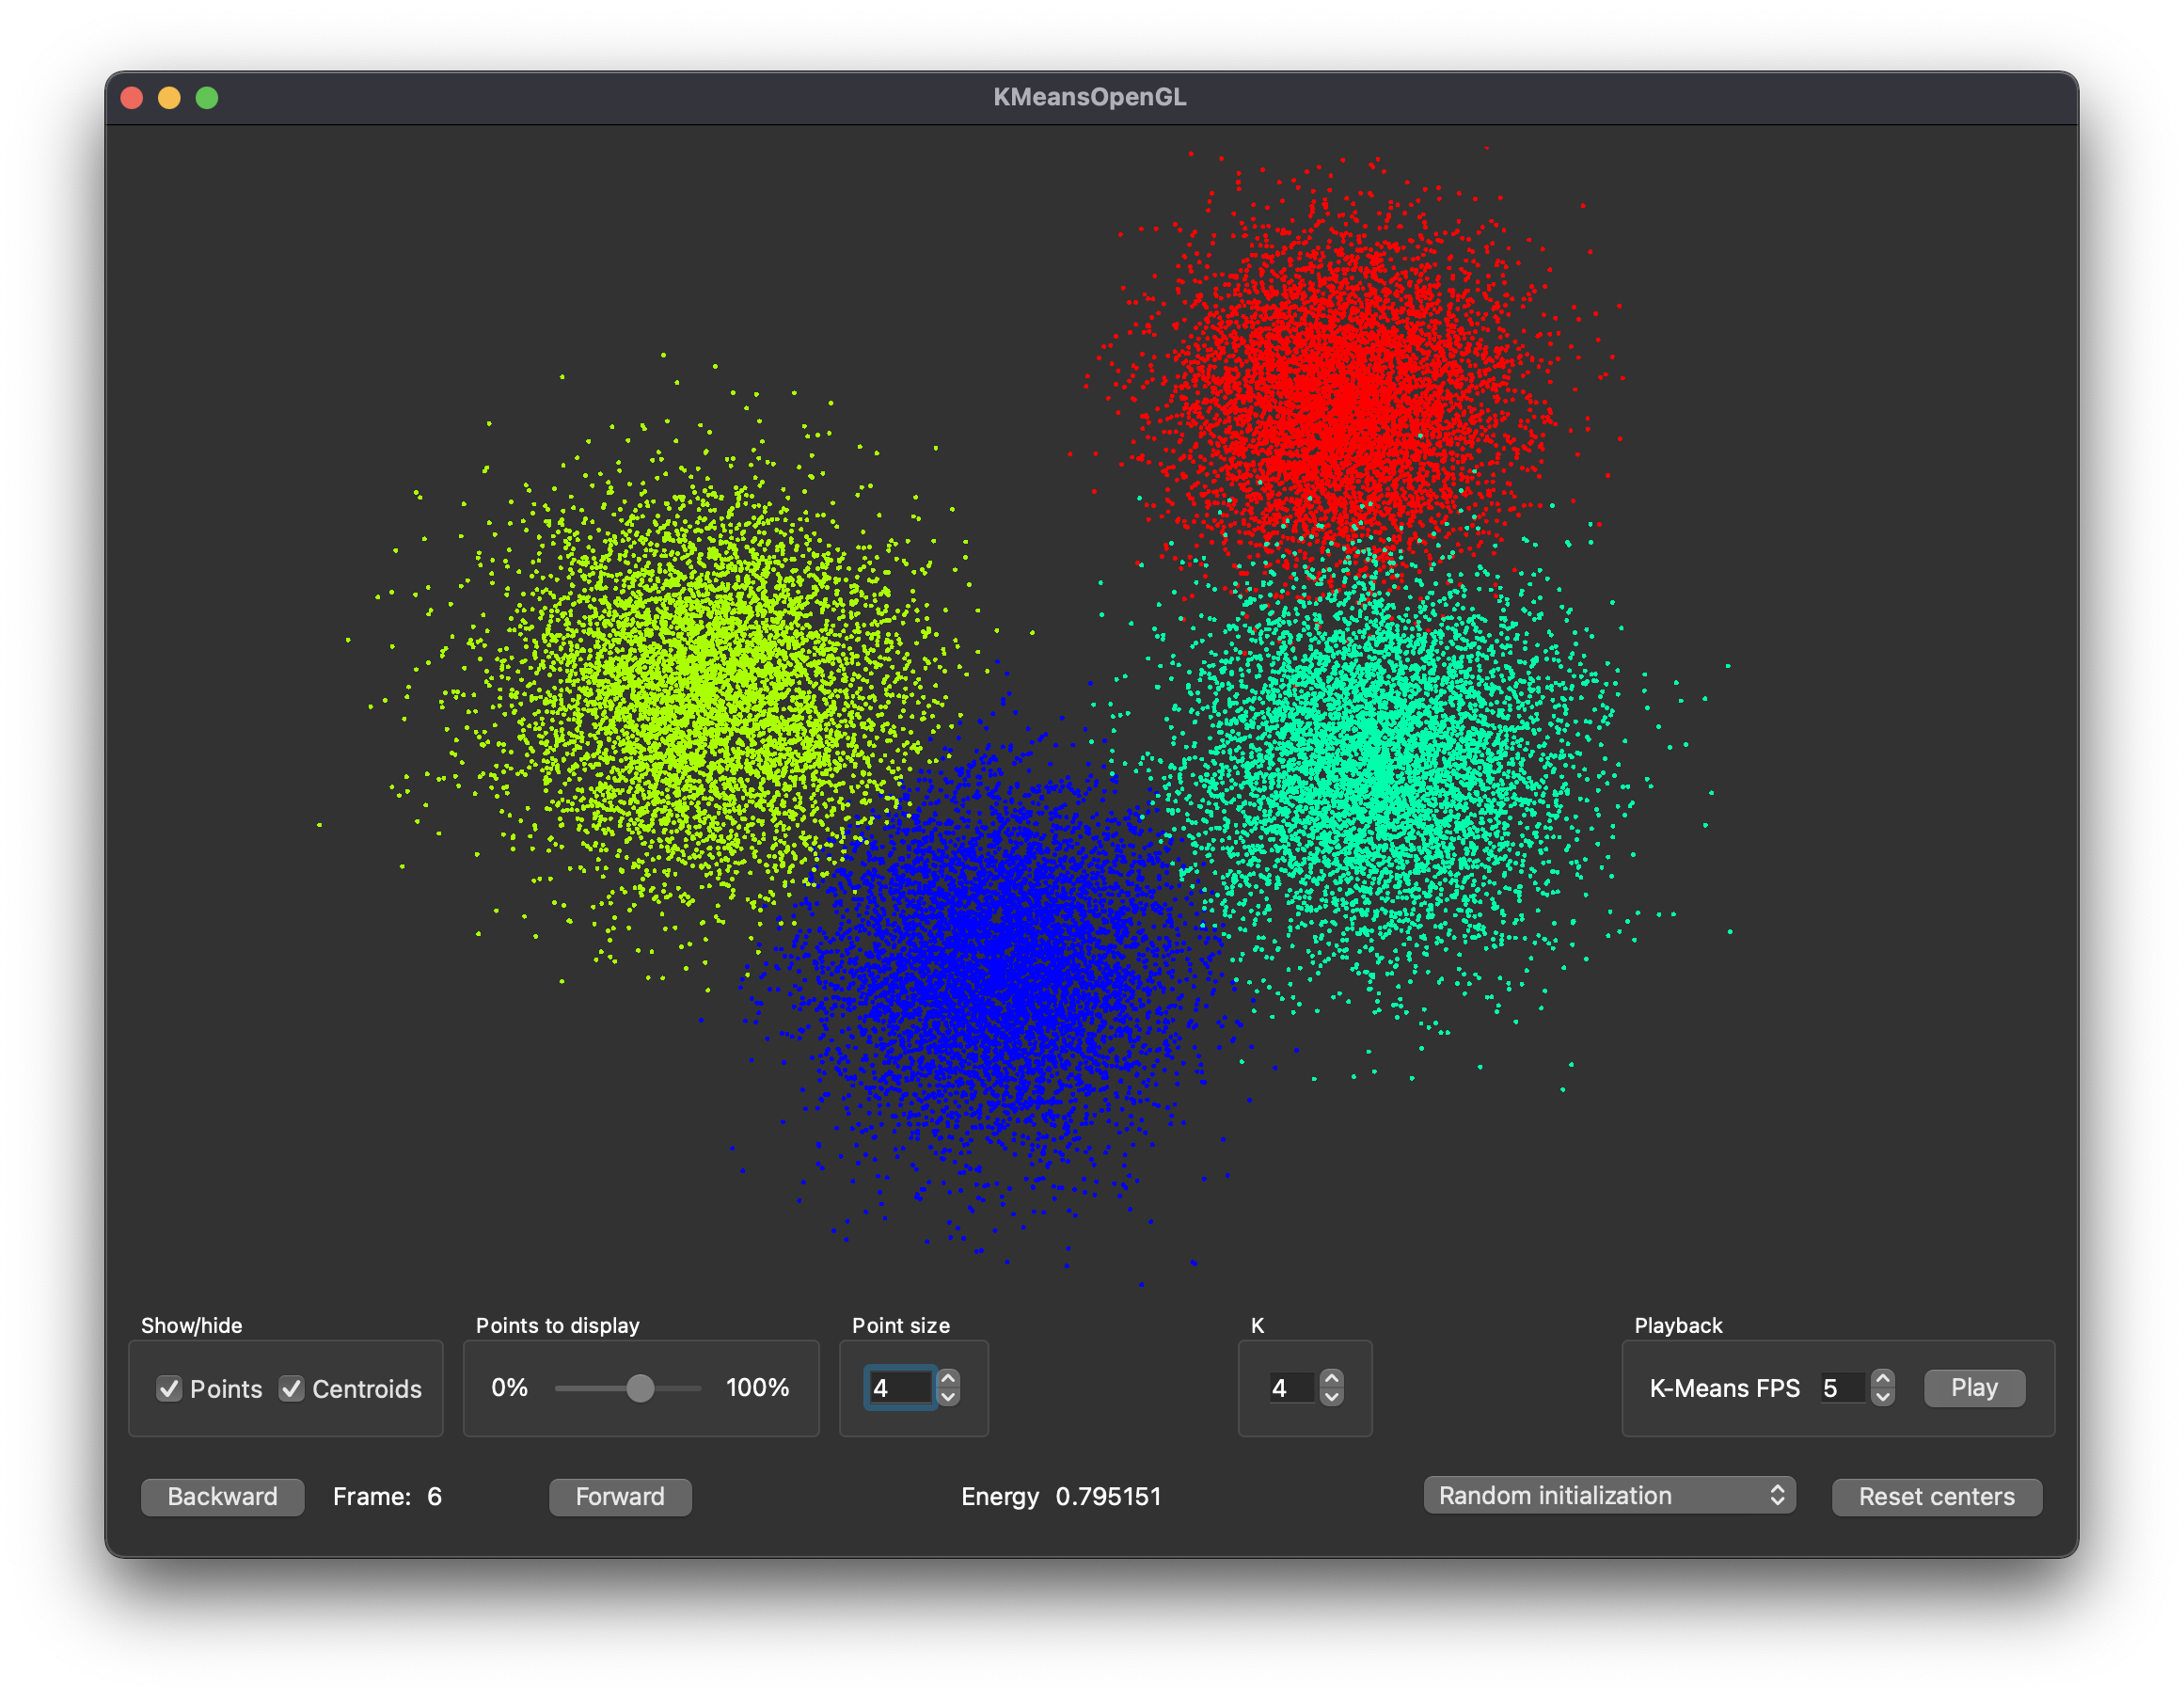 KMeansOpenGL
Show/hide
Points to display
Point size
K
Playback
Points Centroids
0% 100%
4
4
K-Means FPS 5 Play
Backward Frame: 6 Forward Energy 0.795151 Random initialization Reset centers